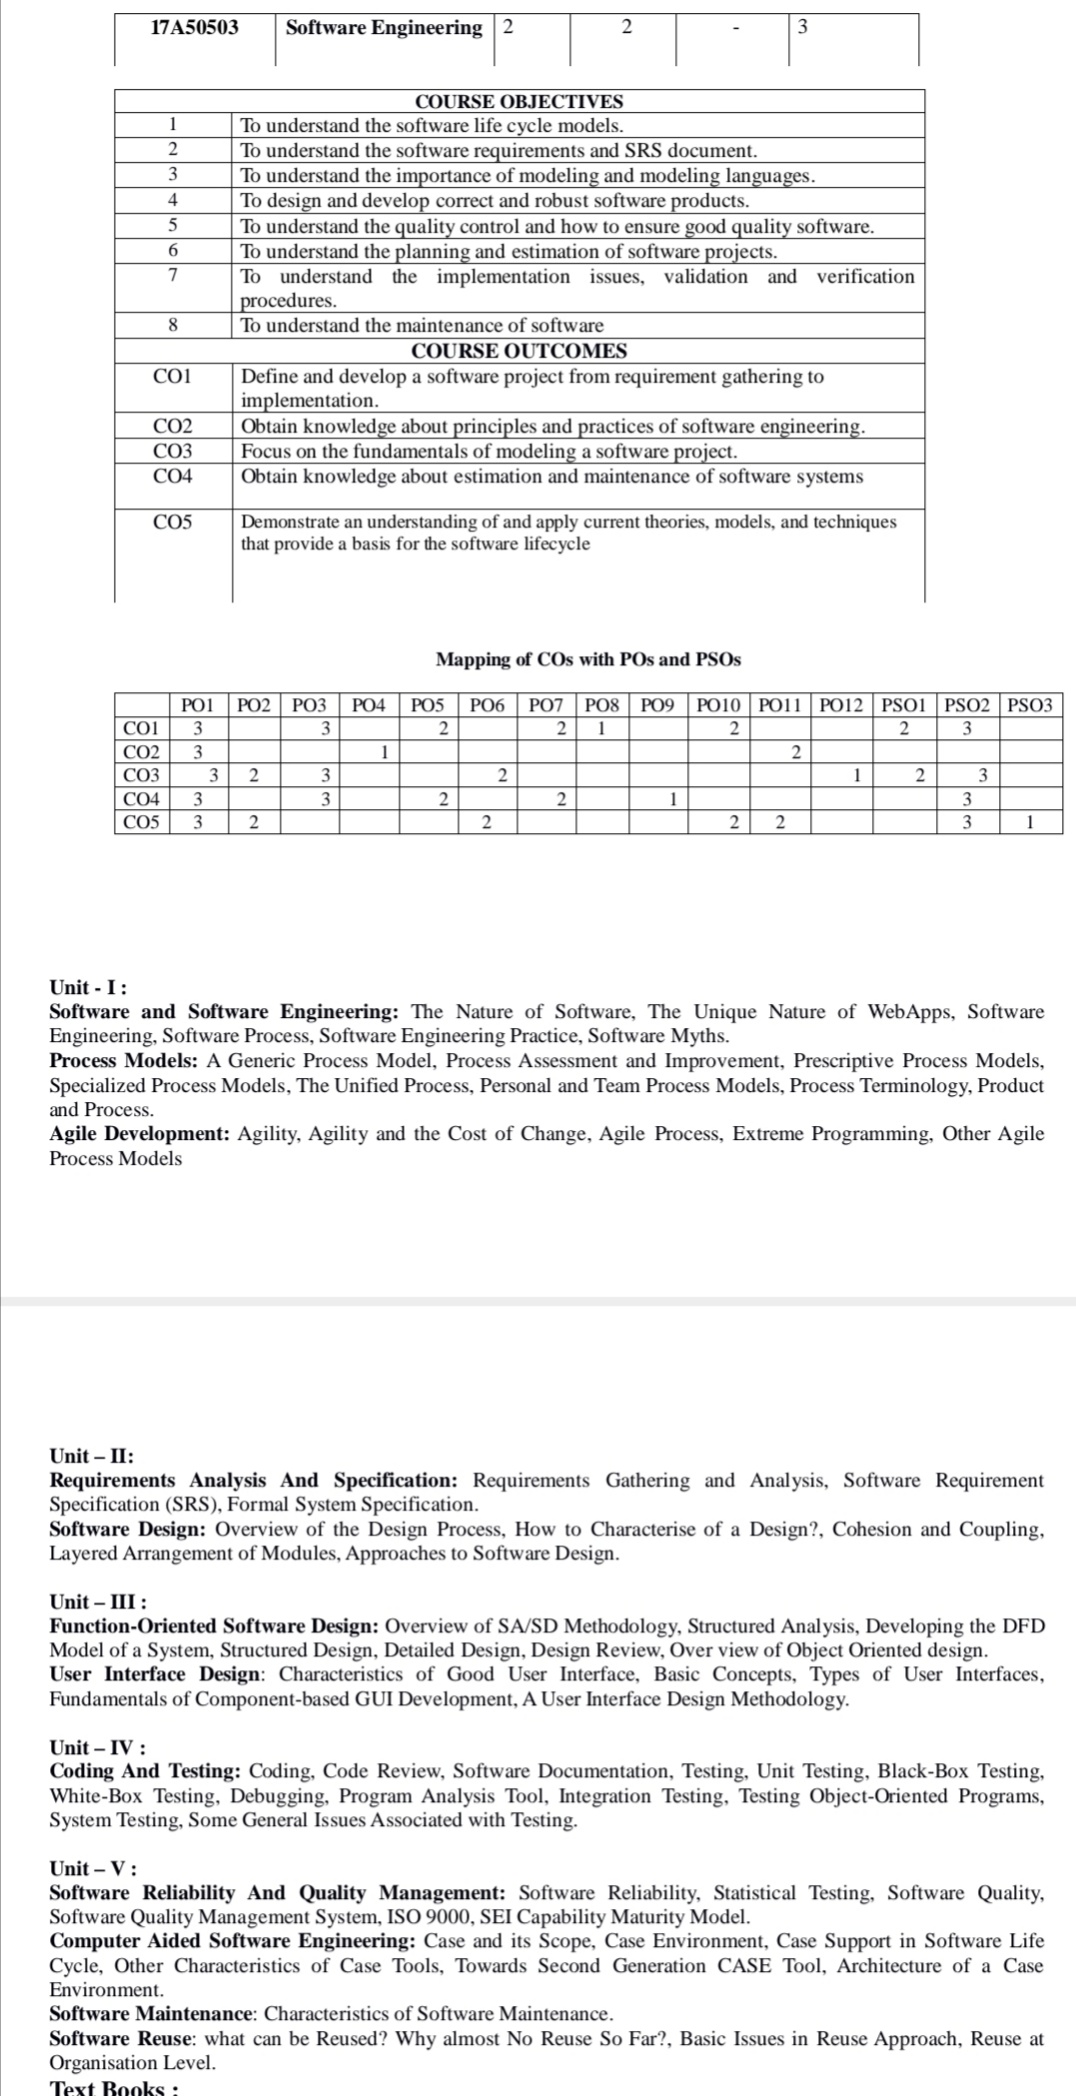 17A50503 Software Engineering 2 2 - 3
COURSE OBJECTIVES
1 To understand the software life cycle models.
2 To understand the software requirements and SRS document.
3 To understand the importance of modeling and modeling languages.
4 To design and develop correct and robust software products.
5 To understand the quality control and how to ensure good quality software.
6 To understand the planning and estimation of software projects.
7 To understand the implementation issues, validation and verification
procedures.
8 To understand the maintenance of software
COURSE OUTCOMES
CO1 Define and develop a software project from requirement gathering to
implementation.
CO2 Obtain knowledge about principles and practices of software engineering.
CO3 Focus on the fundamentals of modeling a software project.
CO4 Obtain knowledge about estimation and maintenance of software systems
CO5 Demonstrate an understanding of and apply current theories, models, and techniques
that provide a basis for the software lifecycle
Mapping of COs with POs and PSOs
PO1 PO2 PO3 PO4 PO5 PO6 PO7 PO8 PO9 PO10 PO11 PO12 PSO1 PSO2 PSO3
CO1 3 3 2 2 1 2 2 3
CO2 3 1 2
CO3 3 2 3 2 1 2 3
CO4 3 3 2 2 1 3
CO5 3 2 2 2 2 3 1
Unit - I :
Software and Software Engineering: The Nature of Software, The Unique Nature of WebApps, Software
Engineering, Software Process, Software Engineering Practice, Software Myths.
Process Models: A Generic Process Model, Process Assessment and Improvement, Prescriptive Process Models,
Specialized Process Models, The Unified Process, Personal and Team Process Models, Process Terminology, Product
and Process.
Agile Development: Agility, Agility and the Cost of Change, Agile Process, Extreme Programming, Other Agile
Process Models
Unit – II:
Requirements Analysis And Specification: Requirements Gathering and Analysis, Software Requirement
Specification (SRS), Formal System Specification.
Software Design: Overview of the Design Process, How to Characterise of a Design?, Cohesion and Coupling,
Layered Arrangement of Modules, Approaches to Software Design.
Unit – III :
Function-Oriented Software Design: Overview of SA/SD Methodology, Structured Analysis, Developing the DFD
Model of a System, Structured Design, Detailed Design, Design Review, Over view of Object Oriented design.
User Interface Design: Characteristics of Good User Interface, Basic Concepts, Types of User Interfaces,
Fundamentals of Component-based GUI Development, A User Interface Design Methodology.
Unit – IV :
Coding And Testing: Coding, Code Review, Software Documentation, Testing, Unit Testing, Black-Box Testing,
White-Box Testing, Debugging, Program Analysis Tool, Integration Testing, Testing Object-Oriented Programs,
System Testing, Some General Issues Associated with Testing.
Unit – V :
Software Reliability And Quality Management: Software Reliability, Statistical Testing, Software Quality,
Software Quality Management System, ISO 9000, SEI Capability Maturity Model.
Computer Aided Software Engineering: Case and its Scope, Case Environment, Case Support in Software Life
Cycle, Other Characteristics of Case Tools, Towards Second Generation CASE Tool, Architecture of a Case
Environment.
Software Maintenance: Characteristics of Software Maintenance.
Software Reuse: what can be Reused? Why almost No Reuse So Far?, Basic Issues in Reuse Approach, Reuse at
Organisation Level.
Text Books :